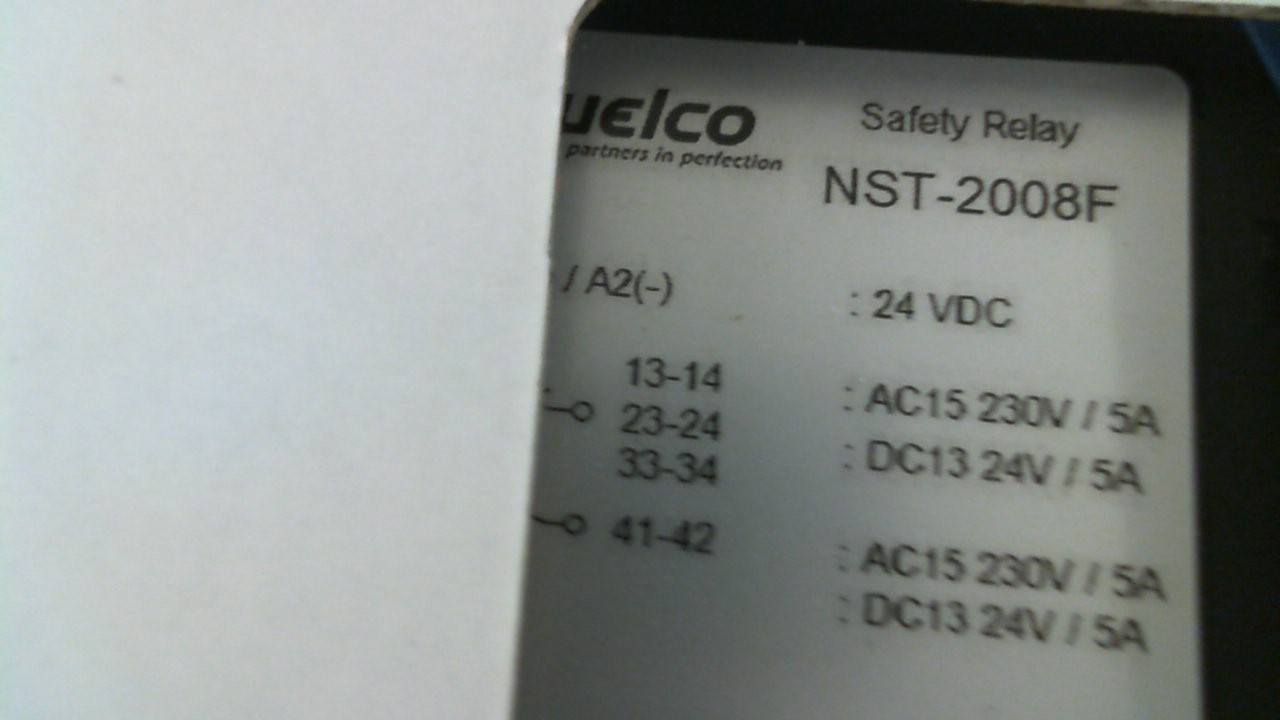 uelco
partners in perfection
Safety Relay
NST-2008F
/ A2(-) : 24 VDC
13-14 : AC15 230V / 5A
23-24
33-34 : DC13 24V / 5A
41-42 : AC15 230V / 5A
: DC13 24V / 5A